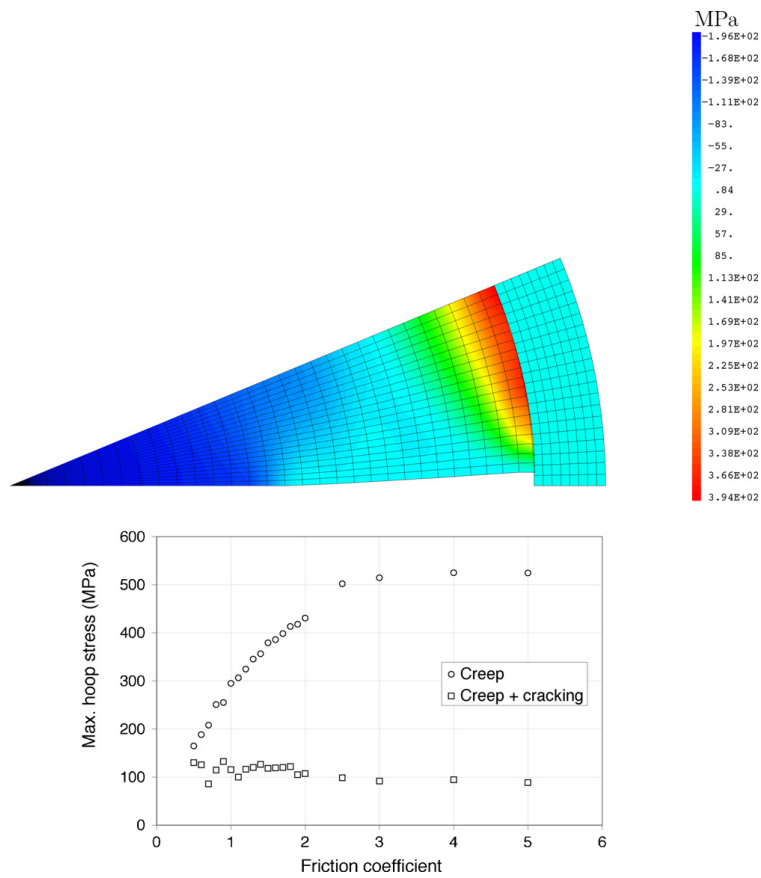 MPa
-1.96E+02
-1.68E+02
-1.39E+02
-1.11E+02
-83.
-55.
-27.
.84
29.
57.
85.
1.13E+02
1.41E+02
1.69E+02
1.97E+02
2.25E+02
2.53E+02
2.81E+02
3.09E+02
3.38E+02
3.66E+02
3.94E+02
Max. hoop stress (MPa)
600
500
400
300
200
100
0
Creep
Creep + cracking
0 1 2 3 4 5 6
Friction coefficient